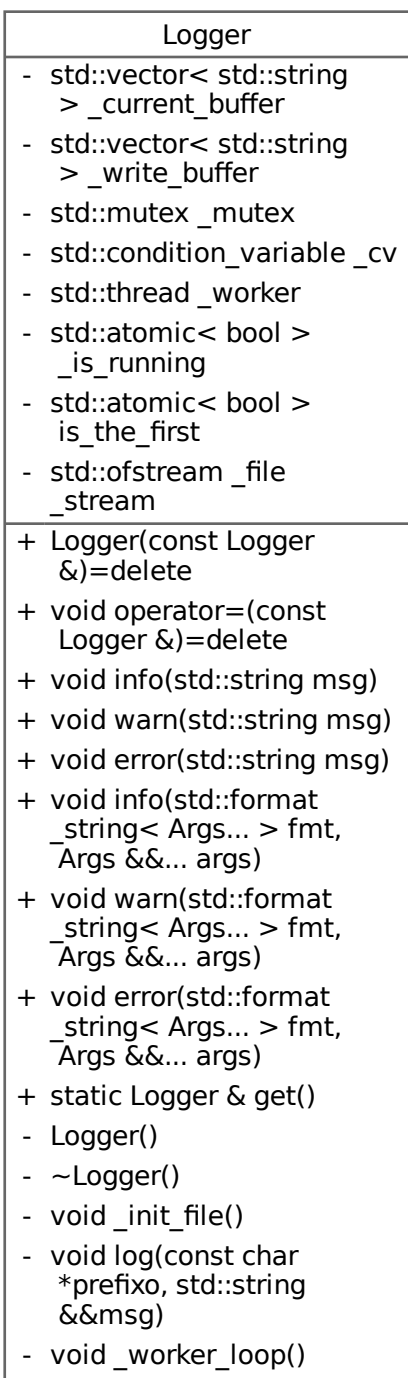 Logger
- std::vector< std::string
> _current_buffer
- std::vector< std::string
> _write_buffer
- std::mutex _mutex
- std::condition_variable _cv
- std::thread _worker
- std::atomic< bool >
_is_running
- std::atomic< bool >
is_the_first
- std::ofstream _file
_stream
+ Logger(const Logger
&)=delete
+ void operator=(const
Logger &)=delete
+ void info(std::string msg)
+ void warn(std::string msg)
+ void error(std::string msg)
+ void info(std::format
_string< Args... > fmt,
Args &&... args)
+ void warn(std::format
_string< Args... > fmt,
Args &&... args)
+ void error(std::format
_string< Args... > fmt,
Args &&... args)
+ static Logger & get()
- Logger()
- ~Logger()
- void _init_file()
- void log(const char
*prefixo, std::string
&&msg)
- void _worker_loop()